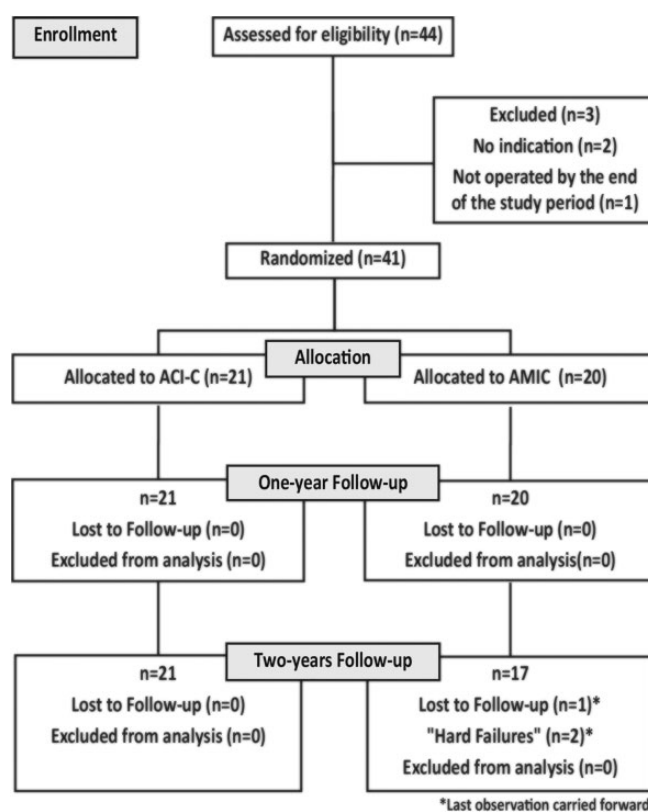 Enrollment
Assessed for eligibility (n=44)
Excluded (n=3)
No indication (n=2)
Not operated by the end
of the study period (n=1)
Randomized (n=41)
Allocation
Allocated to ACI-C (n=21)
Allocated to AMIC (n=20)
One-year Follow-up
n=21
Lost to Follow-up (n=0)
Excluded from analysis (n=0)
n=20
Lost to Follow-up (n=0)
Excluded from analysis(n=0)
Two-years Follow-up
n=21
Lost to Follow-up (n=0)
Excluded from analysis (n=0)
n=17
Lost to Follow-up (n=1)*
"Hard Failures" (n=2)*
Excluded from analysis (n=0)
*Last observation carried forward